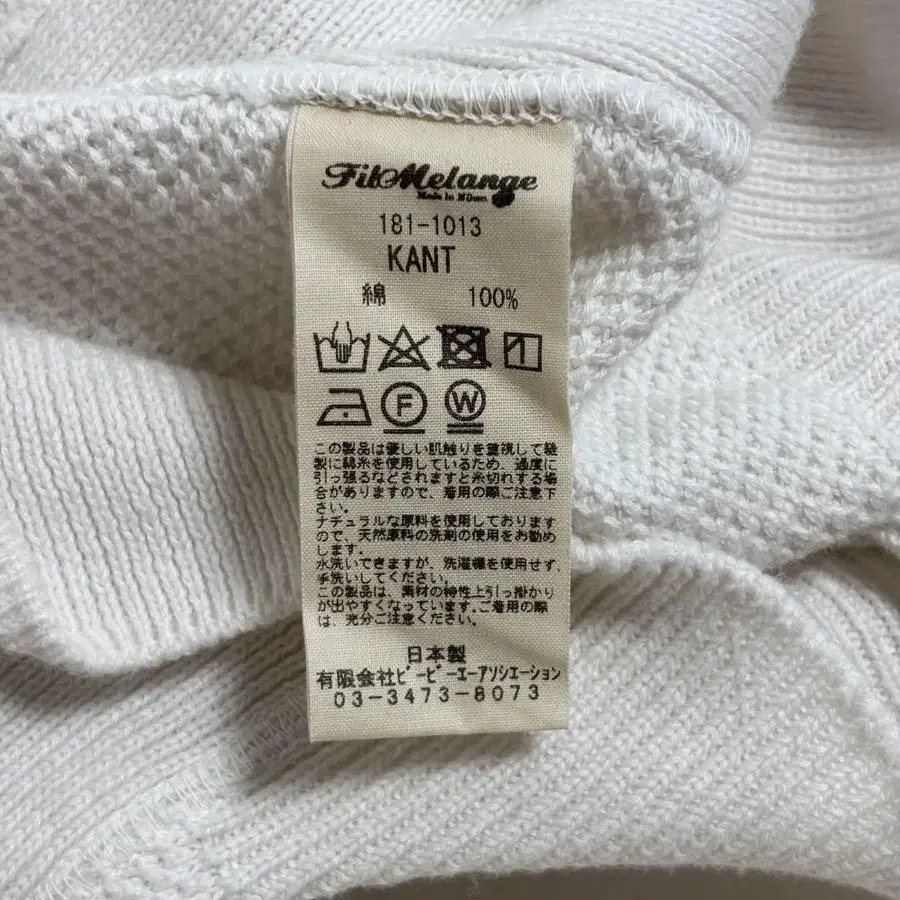 FilMelange
Made in Nihon
181-1013
KANT
綿 100%
F W
この製品は優しい肌触りを重視して縫
製に綿糸を使用しているため、過度に
引っ張るなどされますと糸切れする場
合がありますので、着用の際ご注意下
さい。
ナチュラルな原料を使用しております
ので、天然原料の洗剤の使用をお勧め
します。
水洗いできますが、洗濯機を使用せず、
手洗いしてください。
この製品は、素材の特性上引っ掛かり
が出やすくなっています。ご着用の際
は、充分ご注意ください。
日本製
有限会社ビーピーエーアソシエーション
03-3473-8073